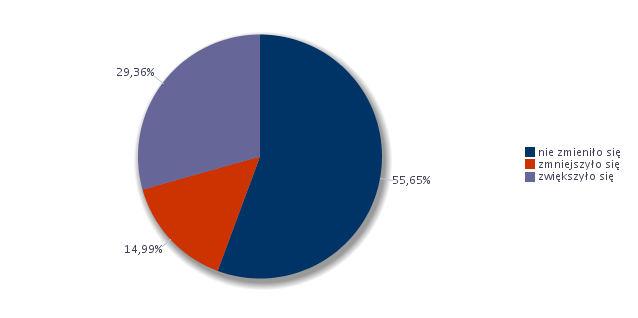 29,36%
nie zmieniło się
zmniejszyło się
zwiększyło się
55,65%
14,99%